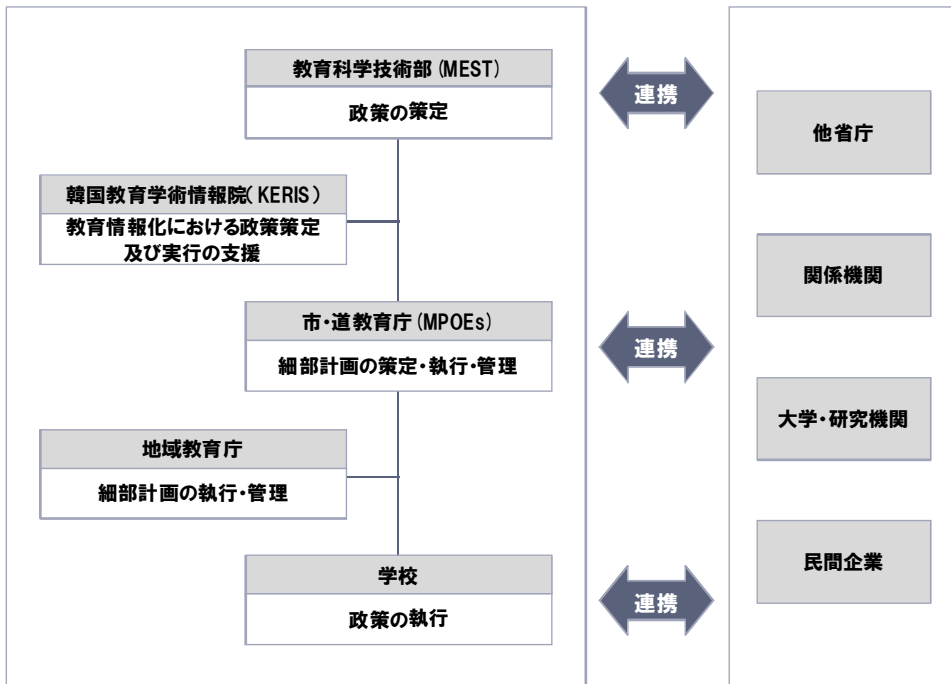 教育科学技術部(MEST)
政策の策定
韓国教育学術情報院(KERIS)
教育情報化における政策策定
及び実行の支援
市・道教育庁(MPOEs)
細部計画の策定・執行・管理
地域教育庁
細部計画の執行・管理
学校
政策の執行
連携
連携
連携
他省庁
関係機関
大学・研究機関
民間企業